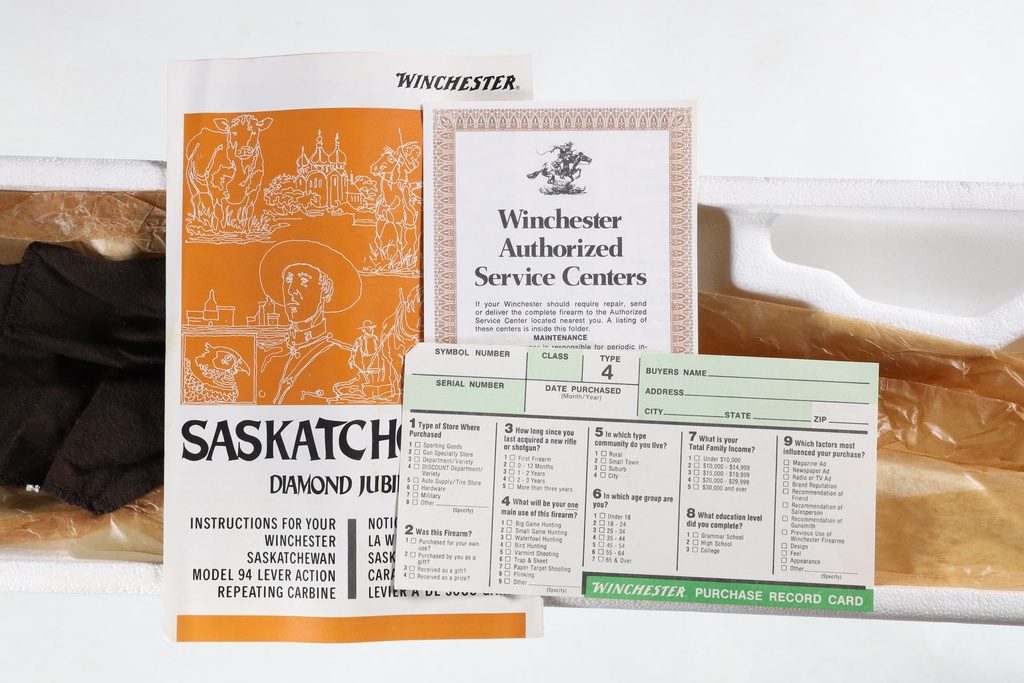 WINCHESTER®
SASKATCH
DIAMOND JUBI
INSTRUCTIONS FOR YOUR
WINCHESTER
SASKATCHEWAN
MODEL 94 LEVER ACTION
REPEATING CARBINE
NOTIC
LA W
SASK
CARA
LEVIER À DE
Winchester
Authorized
Service Centers
If your Winchester should require repair, send
or deliver the complete firearm to the Authorized
Service Center located nearest you. A listing of
these centers is inside this folder.
MAINTENANCE
is responsible for periodic in-
SYMBOL NUMBER
CLASS
TYPE
4
SERIAL NUMBER
DATE PURCHASED
(Month/Year)
BUYERS NAME
ADDRESS
CITY STATE ZIP
1 Type of Store Where
Purchased
1 Sporting Goods
2 Gun Specialty Store
3 Department/Variety
4 DISCOUNT Department/
Variety
5 Auto Supply/Tire Store
6 Hardware
7 Military
8 Other
(Specify)
2 Was this Firearm?
1 Purchased for your own
use?
2 Purchased by you as a
gift?
3 Received as a gift?
4 Received as a prize?
3 How long since you
last acquired a new rifle
or shotgun?
1 First Firearm
2 0 - 12 Months
3 1 - 2 Years
4 2 - 3 Years
5 More than three years
4 What will be your one
main use of this firearm?
1 Big Game Hunting
2 Small Game Hunting
3 Waterfowl Hunting
4 Bird Hunting
5 Varmint Shooting
6 Trap & Skeet
7 Paper Target Shooting
8 Plinking
9 Other
(Specify)
5 In which type
community do you live?
1 Rural
2 Small Town
3 Suburb
4 City
6 In which age group are
you?
1 Under 18
2 18 - 24
3 25 - 34
4 35 - 44
5 45 - 54
6 55 - 64
7 65 & Over
7 What is your
Total Family Income?
1 Under $10,000
2 $10,000 - $14,999
3 $15,000 - $19,999
4 $20,000 - $29,999
5 $30,000 and over
8 What education level
did you complete?
1 Grammar School
2 High School
3 College
9 Which factors most
influenced your purchase?
Magazine Ad
Newspaper Ad
Radio or TV Ad
Brand Reputation
Recommendation of
Friend
Recommendation of
Salesperson
Recommendation of
Gunsmith
Previous Use of
Winchester Firearms
Design
Feel
Appearance
Other
(Specify)
WINCHESTER® PURCHASE RECORD CARD